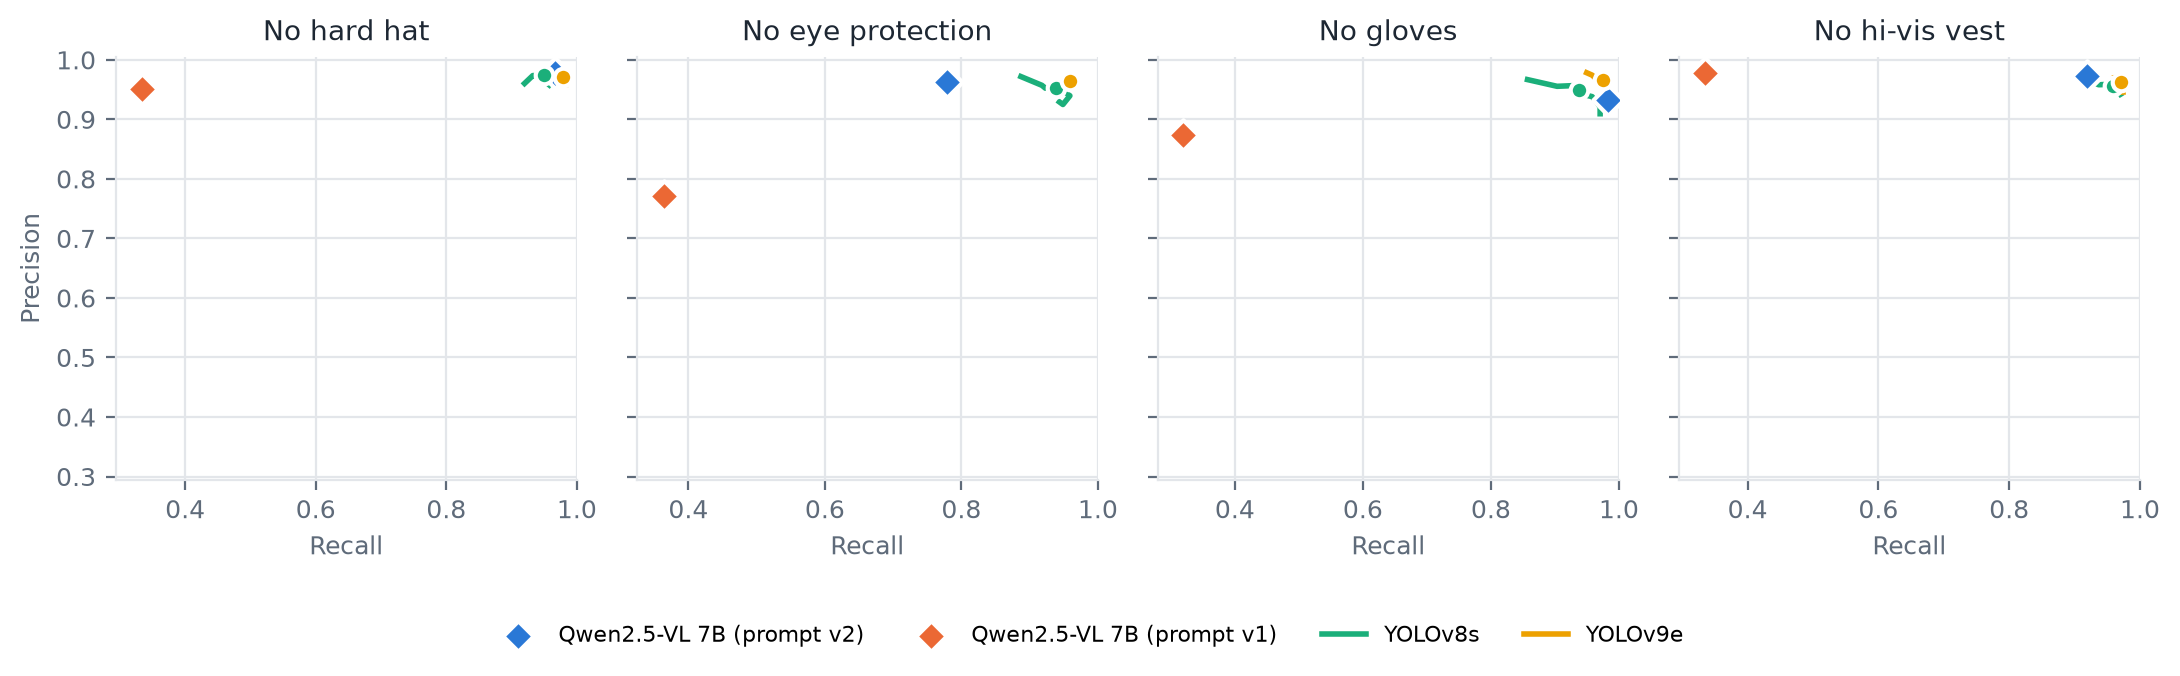 No hard hat
No eye protection
No gloves
No hi-vis vest
Precision
1.0
0.9
0.8
0.7
0.6
0.5
0.4
0.3
0.4 0.6 0.8 1.0
0.4 0.6 0.8 1.0
0.4 0.6 0.8 1.0
0.4 0.6 0.8 1.0
Recall
Recall
Recall
Recall
Qwen2.5-VL 7B (prompt v2)
Qwen2.5-VL 7B (prompt v1)
YOLOv8s
YOLOv9e